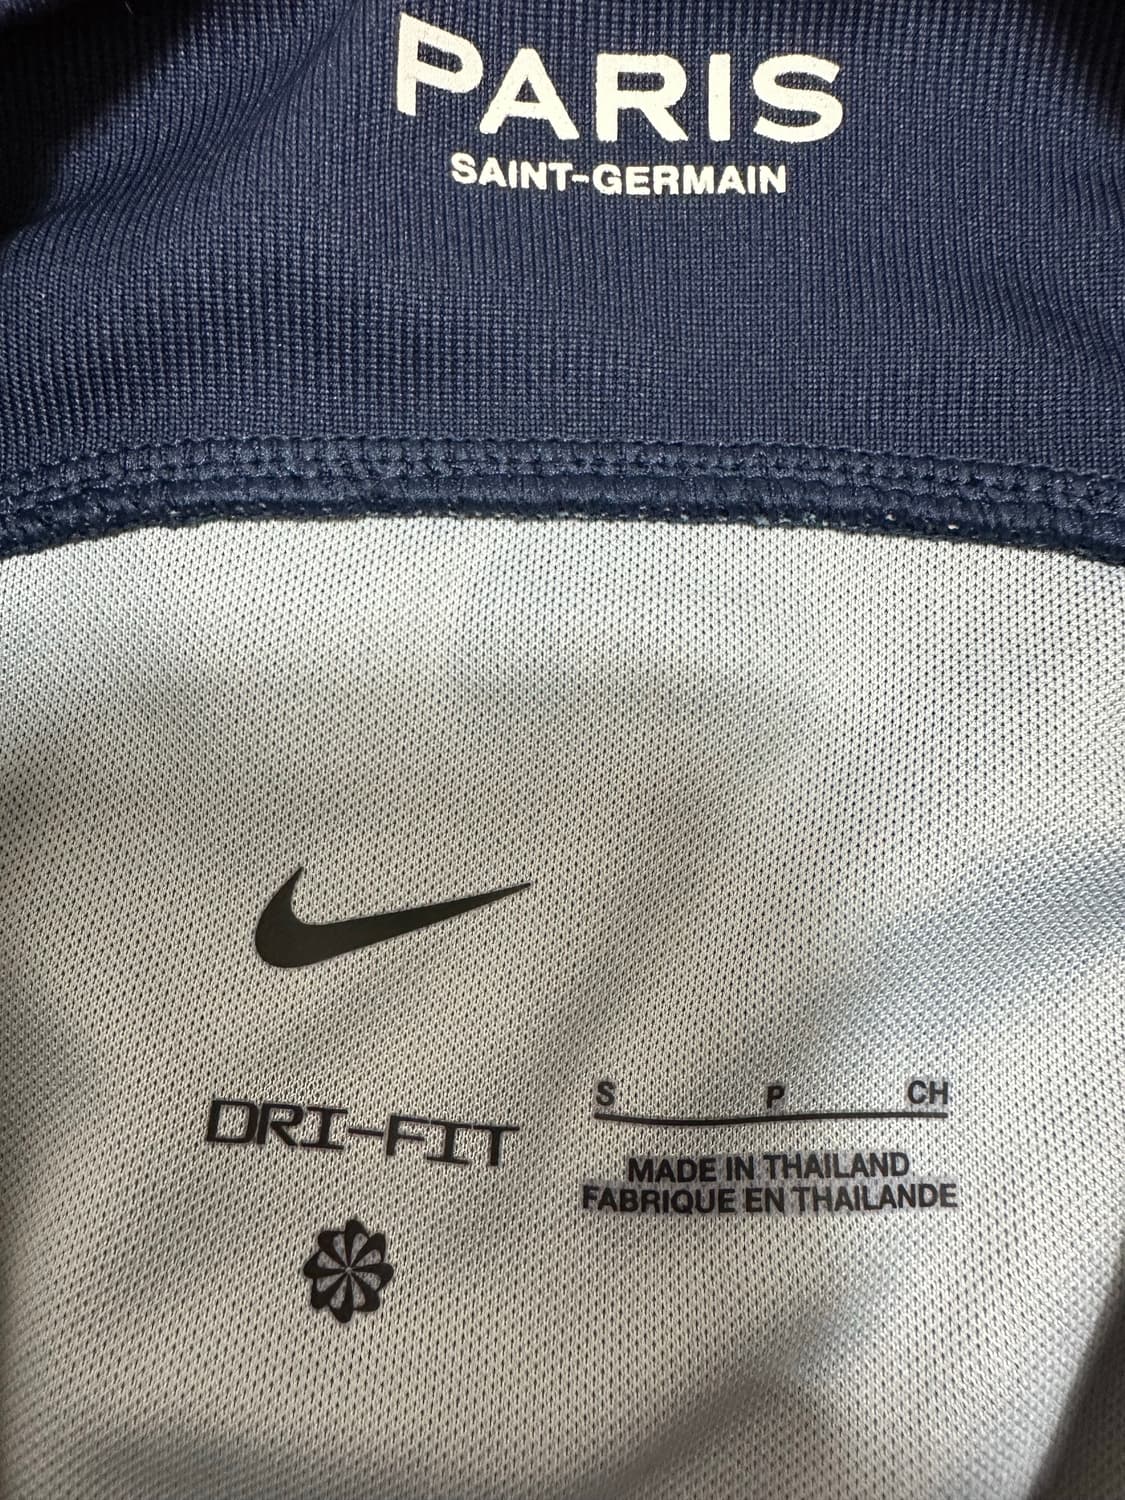 PARIS
SAINT-GERMAIN
DRI-FIT
S P CH
MADE IN THAILAND
FABRIQUE EN THAILANDE